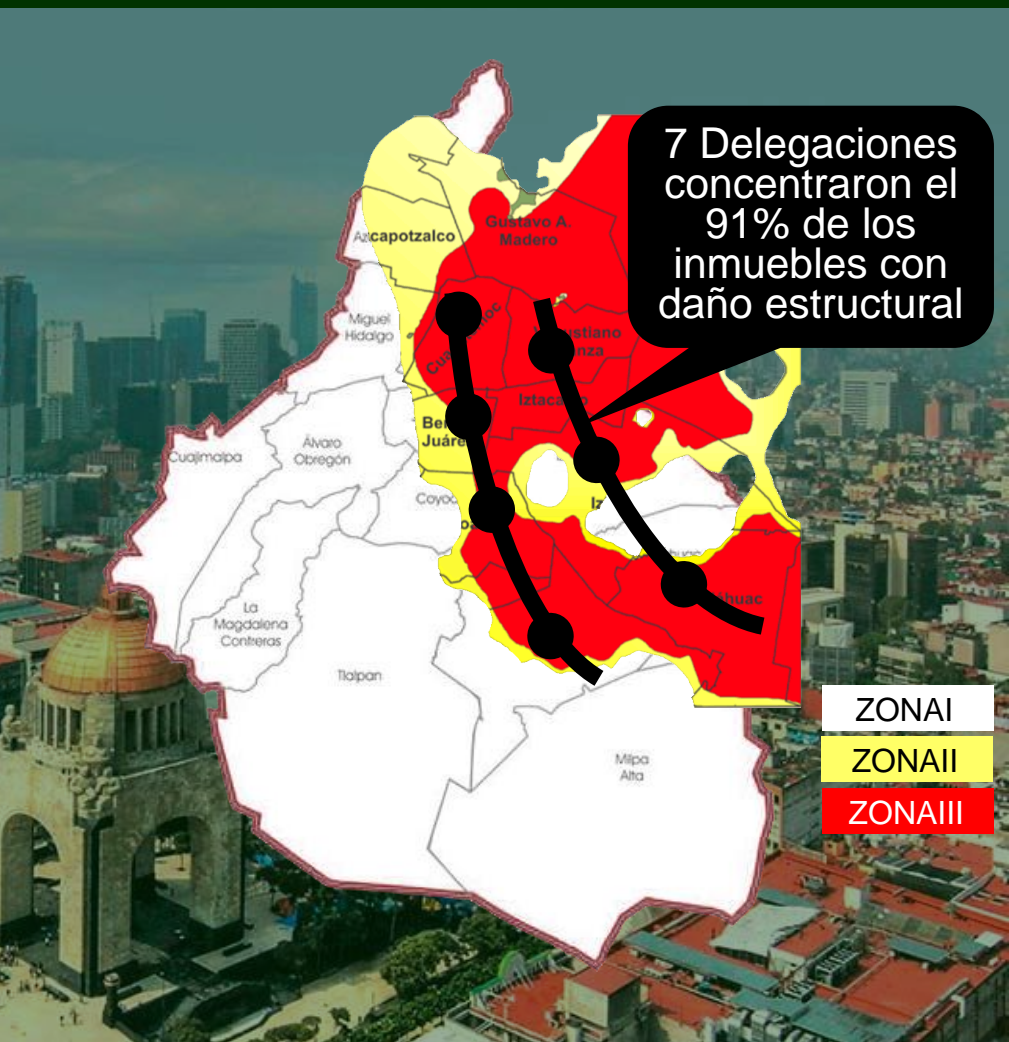 7 Delegaciones
concentraron el
91% de los
inmuebles con
daño estructural
Azcapotzalco
Gustavo A.
Madero
Miguel
Hidalgo
Cuajimalpa
Álvaro
Obregón
La
Magdalena
Contreras
Tlalpan
Milpa
Alta
ZONAI
ZONAII
ZONAIII